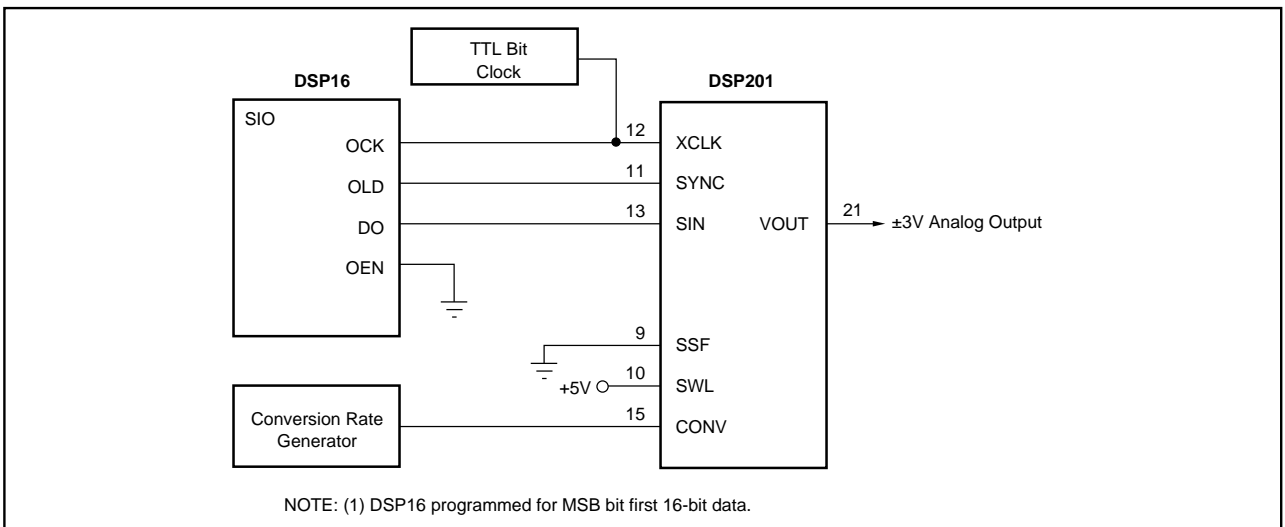 TTL Bit
Clock
DSP16
DSP201
SIO
OCK
12
XCLK
OLD
11
SYNC
DO
13
SIN
VOUT
21
±3V Analog Output
OEN
9
SSF
+5V
10
SWL
Conversion Rate
Generator
15
CONV
NOTE: (1) DSP16 programmed for MSB bit first 16-bit data.